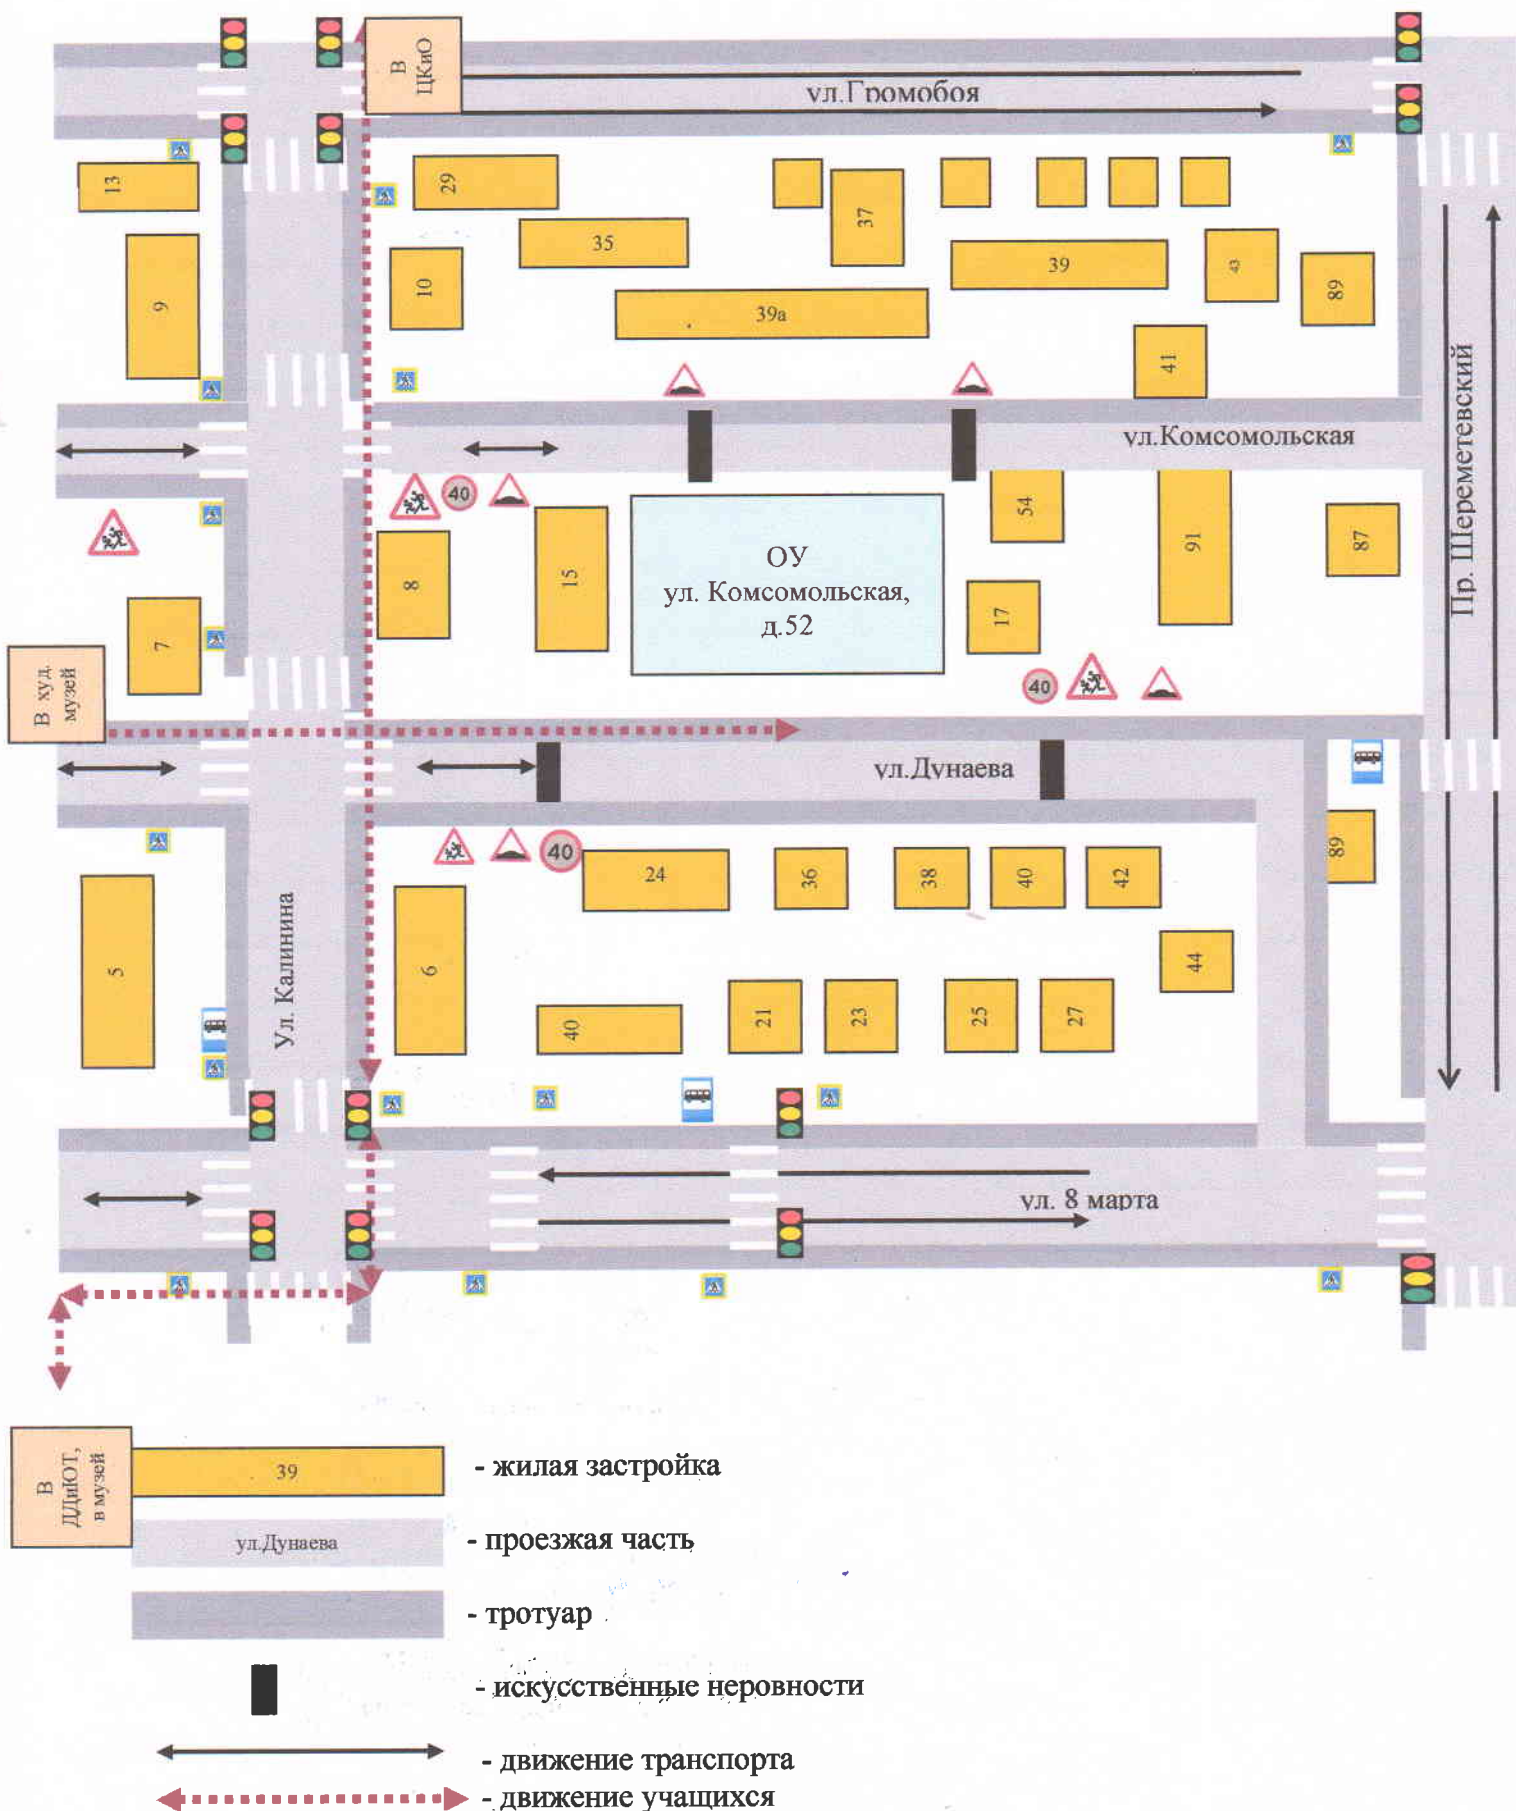 В
ЦКиО
ул.Громобоя
13
29
35
37
9
10
39
43
89
39а
41
Пр. Шереметевский
ул.Комсомольская
40
54
91
87
8
15
ОУ
ул. Комсомольская,
д.52
17
7
40
В худ.
музей
ул.Дунаева
40
24
36
38
40
42
89
Ул. Калинина
5
6
44
40
21
23
25
27
ул. 8 марта
В
ДДиЮТ,
в музей
39
- жилая застройка
ул.Дунаева
- проезжая часть
- тротуар
- искусственные неровности
- движение транспорта
- движение учащихся